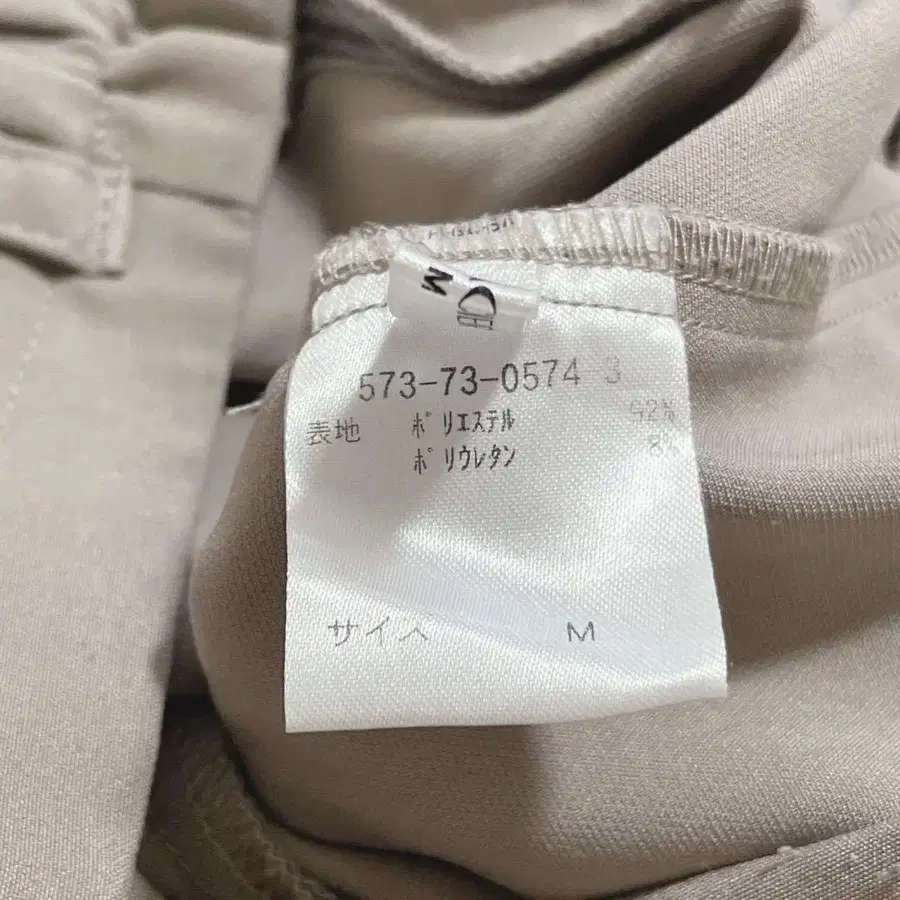 M
573-73-0574 3
表地 ポリエステル 92%
ポリウレタン 8%
サイズ M